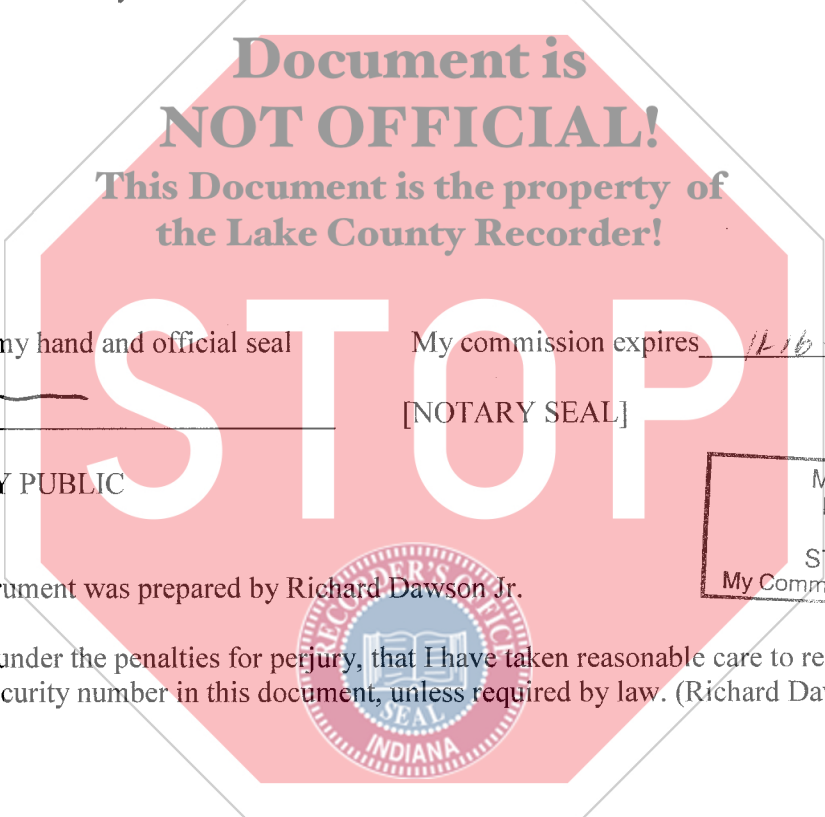 Document is
NOT OFFICIAL!
This Document is the property of
the Lake County Recorder!
STOP
my hand and official seal
My commission expires 11-16
[NOTARY SEAL]
Y PUBLIC
M
ST
My Comm
rument was prepared by Richard Dawson Jr.
under the penalties for perjury, that I have taken reasonable care to re
curity number in this document, unless required by law. (Richard Da
RECORDER'S OFFICE
SEAL
INDIANA